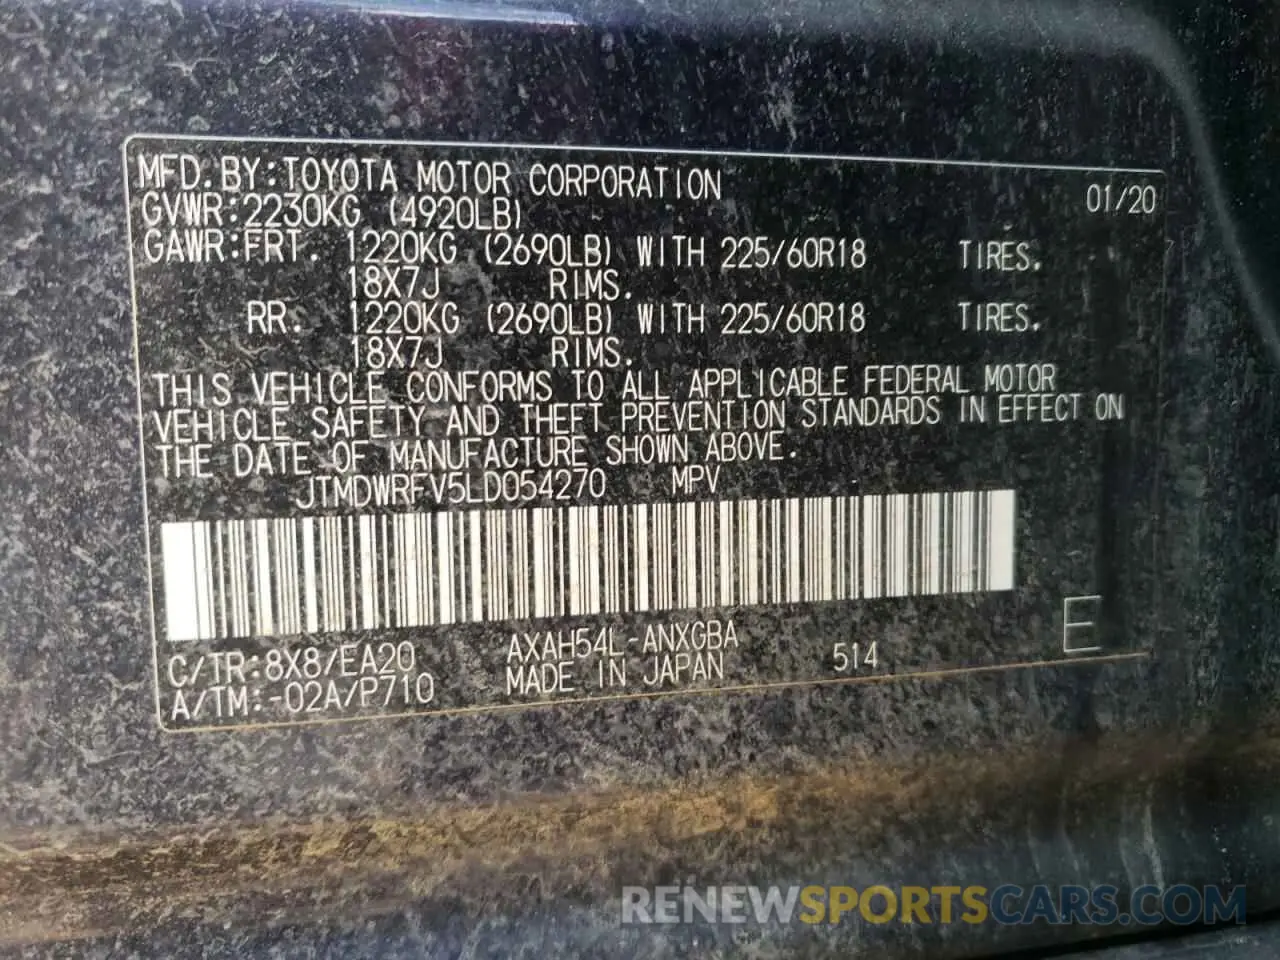 MFD.BY:TOYOTA MOTOR CORPORATION 01/20
GVWR:2230KG (4920LB)
GAWR:FRT. 1220KG (2690LB) WITH 225/60R18 TIRES.
18X7J RIMS.
RR. 1220KG (2690LB) WITH 225/60R18 TIRES.
18X7J RIMS.
THIS VEHICLE CONFORMS TO ALL APPLICABLE FEDERAL MOTOR
VEHICLE SAFETY AND THEFT PREVENTION STANDARDS IN EFFECT ON
THE DATE OF MANUFACTURE SHOWN ABOVE.
JTMDWRFV5LD054270 MPV
C/TR:8X8/EA20 AXAH54L-ANXGBA 514 E
A/TM:-02A/P710 MADE IN JAPAN
RENEWSPORTSCARS.COM